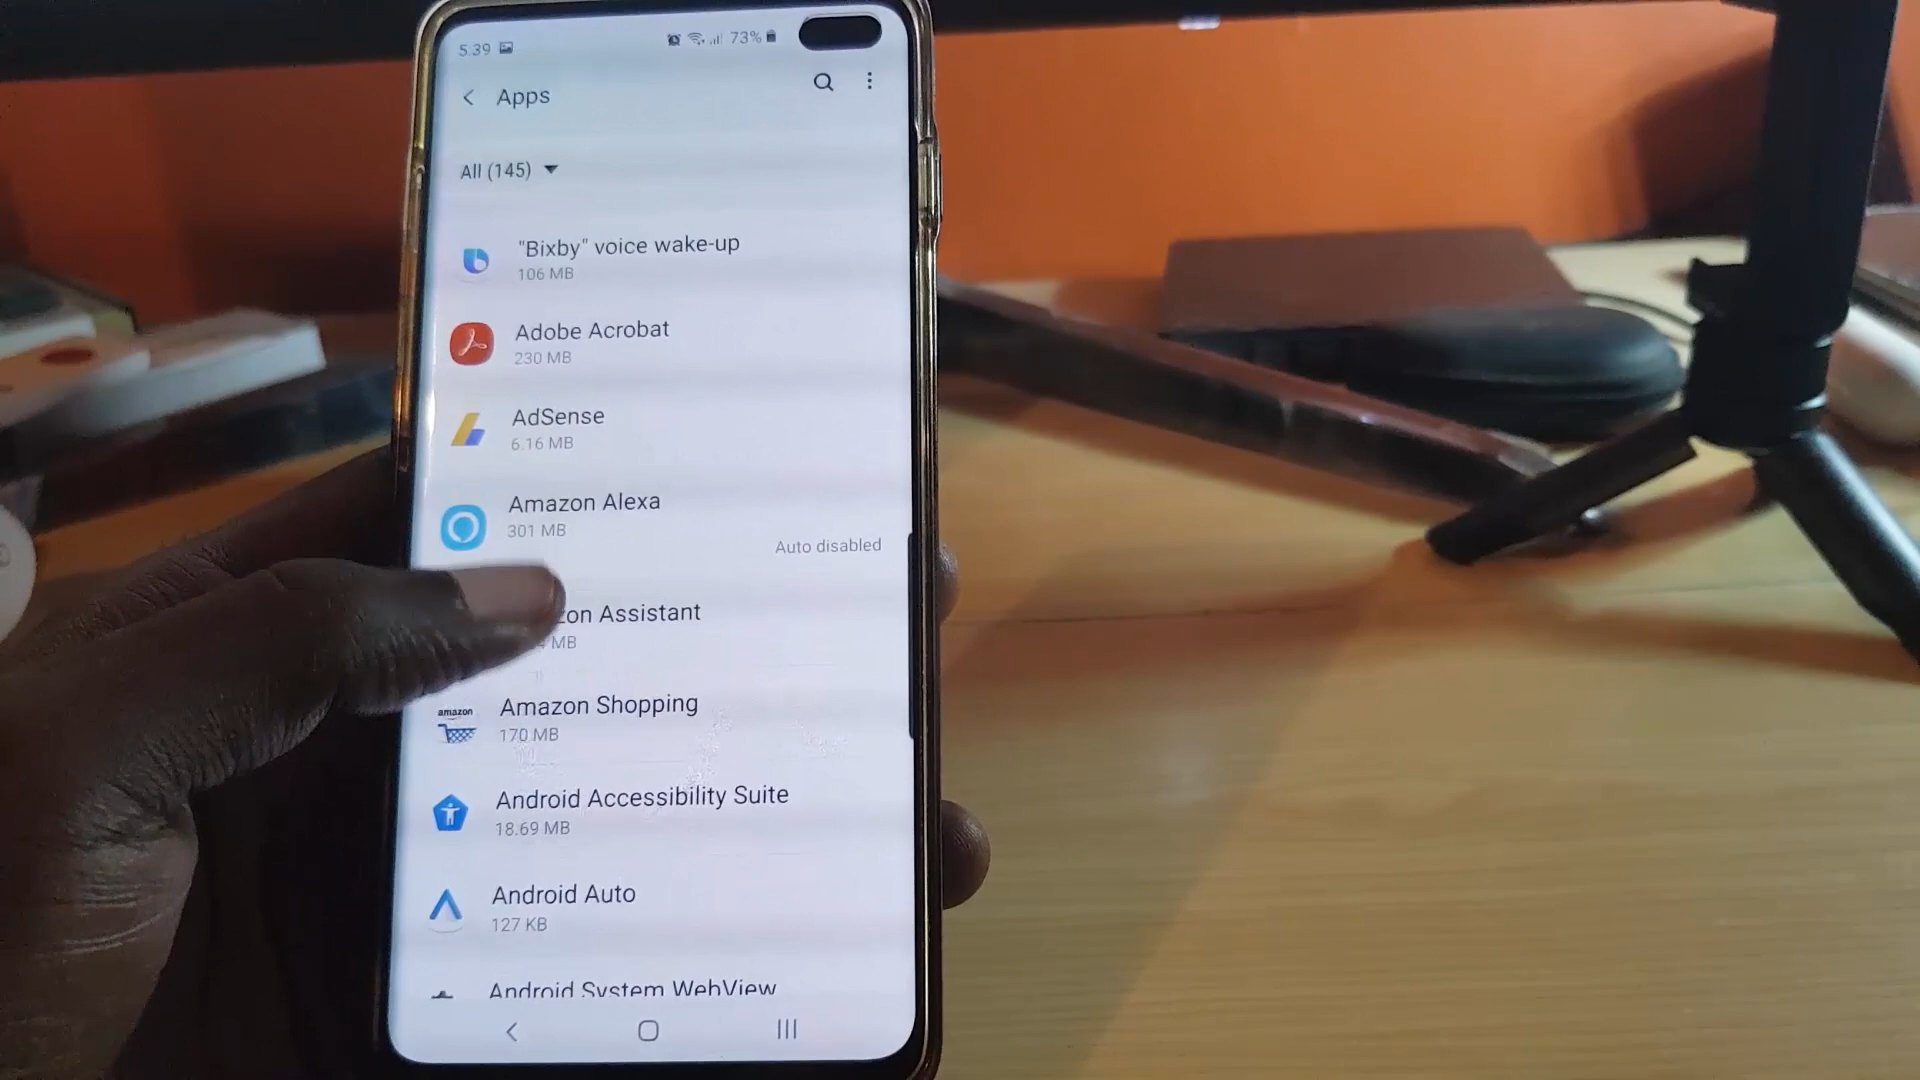 5:39
73%
Apps
All (145)
"Bixby" voice wake-up
106 MB
Adobe Acrobat
230 MB
AdSense
6.16 MB
Amazon Alexa
301 MB
Auto disabled
Assistant
MB
amazon
Amazon Shopping
170 MB
Android Accessibility Suite
18.69 MB
Android Auto
127 KB
Android System WebView